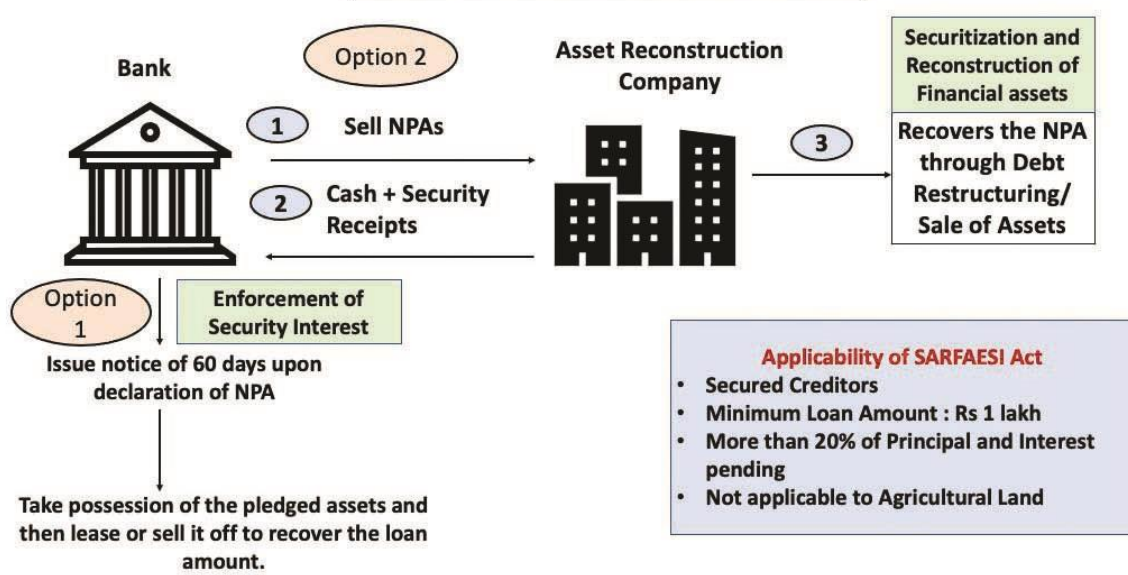 Option 2
Bank
Asset Reconstruction
Company
Securitization and
Reconstruction of
Financial assets
1
Sell NPAs
2
Cash + Security
Receipts
3
Recovers the NPA
through Debt
Restructuring/
Sale of Assets
Option
1
Enforcement of
Security Interest
Issue notice of 60 days upon
declaration of NPA
Take possession of the pledged assets and
then lease or sell it off to recover the loan
amount.
Applicability of SARFAESI Act
• Secured Creditors
• Minimum Loan Amount : Rs 1 lakh
• More than 20% of Principal and Interest
pending
• Not applicable to Agricultural Land